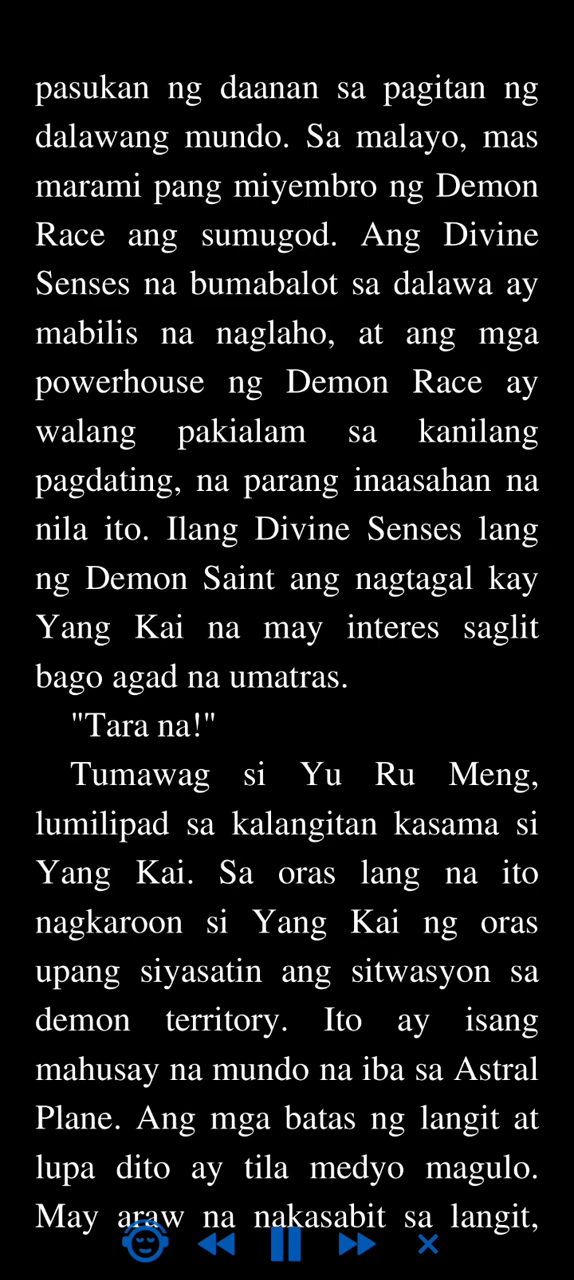 pasukan ng daanan sa pagitan ng
dalawang mundo. Sa malayo, mas
marami pang miyembro ng Demon
Race ang sumugod. Ang Divine
Senses na bumabalot sa dalawa ay
mabilis na naglaho, at ang mga
powerhouse ng Demon Race ay
walang pakialam sa kanilang
pagdating, na parang inaasahan na
nila ito. Ilang Divine Senses lang
ng Demon Saint ang nagtagal kay
Yang Kai na may interes saglit
bago agad na umatras.
"Tara na!"
Tumawag si Yu Ru Meng,
lumilipad sa kalangitan kasama si
Yang Kai. Sa oras lang na ito
nagkaroon si Yang Kai ng oras
upang siyasatin ang sitwasyon sa
demon territory. Ito ay isang
mahusay na mundo na iba sa Astral
Plane. Ang mga batas ng langit at
lupa dito ay tila medyo magulo.
May araw na nakasabit sa langit,